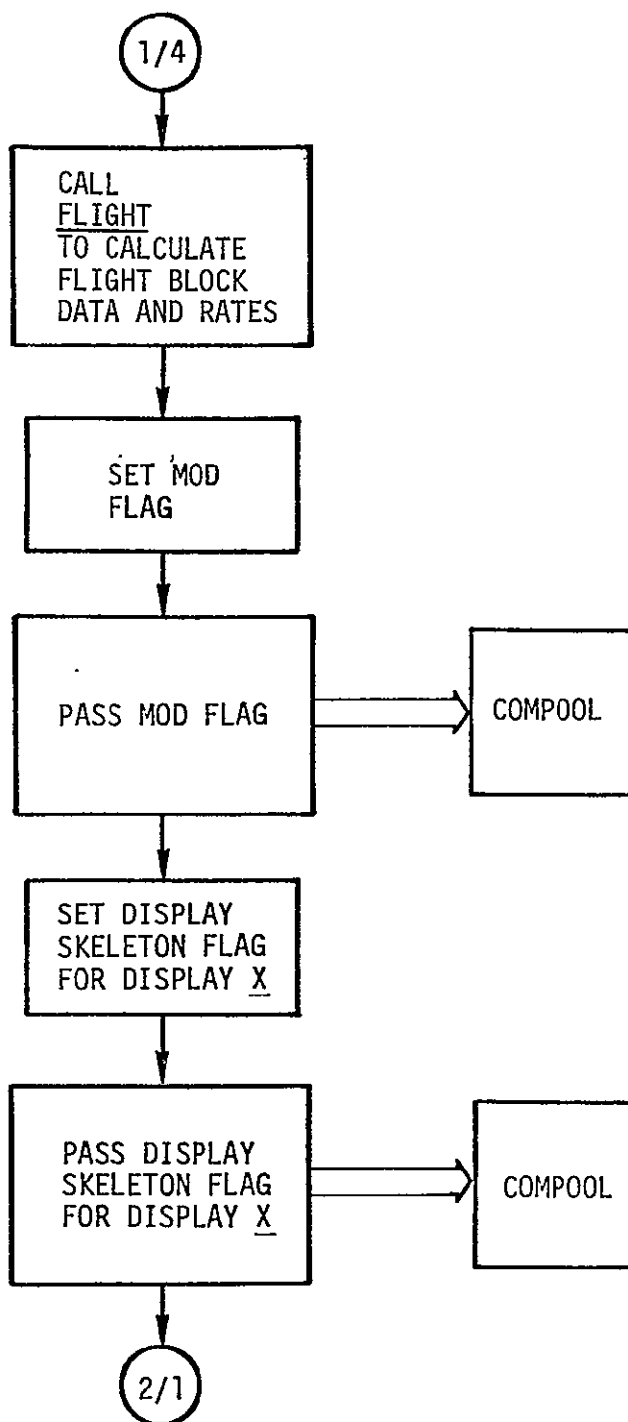 1/4
CALL
FLIGHT
TO CALCULATE
FLIGHT BLOCK
DATA AND RATES
SET MOD
FLAG
PASS MOD FLAG
COMPOOL
SET DISPLAY
SKELETON FLAG
FOR DISPLAY X
PASS DISPLAY
SKELETON FLAG
FOR DISPLAY X
COMPOOL
2/1